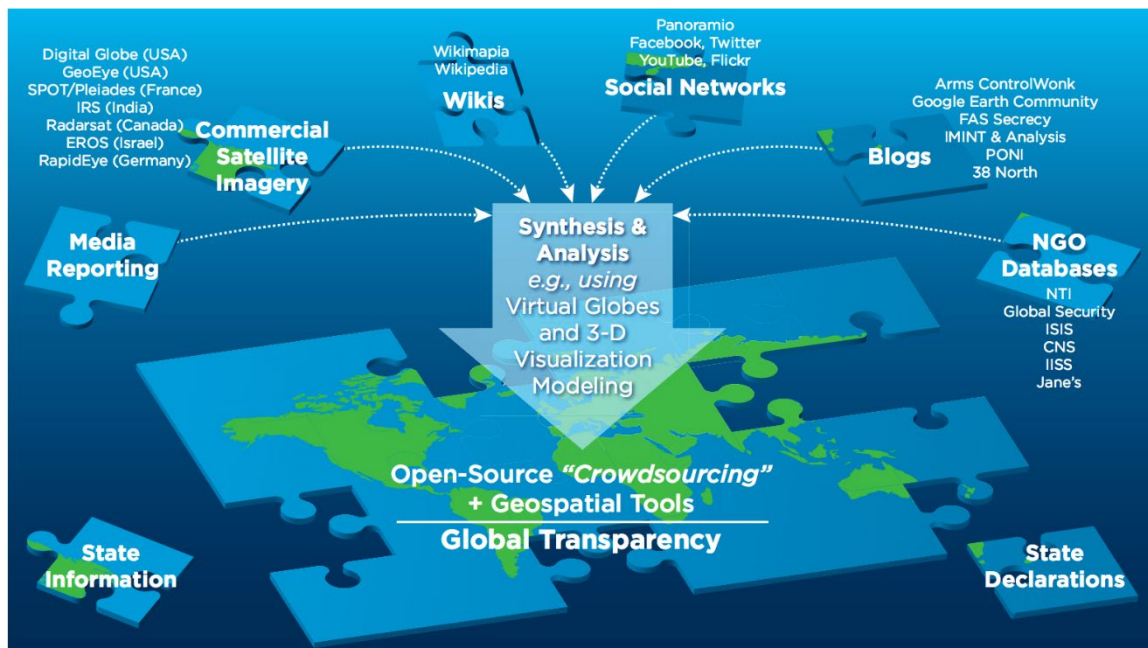 Digital Globe (USA)
GeoEye (USA)
SPOT/Pleiades (France)
IRS (India)
Radarsat (Canada)
EROS (Israel)
RapidEye (Germany)
Commercial
Satellite
Imagery
Wikimapia
Wikipedia
Wikis
Panoramio
Facebook, Twitter
YouTube, Flickr
Social Networks
Arms ControlWonk
Google Earth Community
FAS Secrecy
IMINT & Analysis
PONI
38 North
Blogs
Media
Reporting
Synthesis &
Analysis
e.g., using
Virtual Globes
and 3-D
Visualization
Modeling
NGO
Databases
NTI
Global Security
ISIS
CNS
IISS
Jane's
Open-Source “Crowdsourcing”
+ Geospatial Tools
Global Transparency
State
Information
State
Declarations